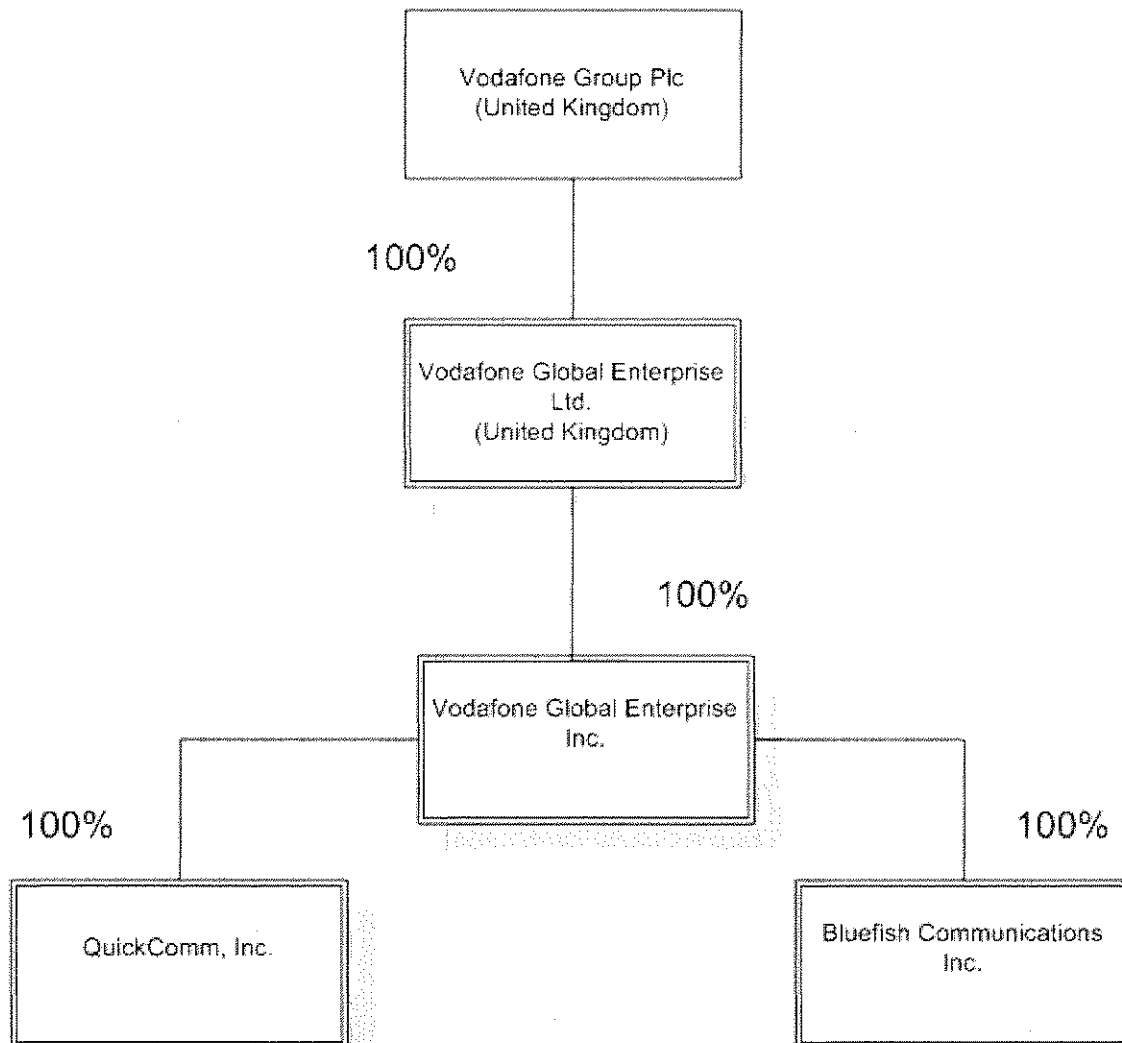 Vodafone Group Plc
(United Kingdom)
100%
Vodafone Global Enterprise
Ltd.
(United Kingdom)
100%
Vodafone Global Enterprise
Inc.
100%
100%
QuickComm, Inc.
Bluefish Communications
Inc.